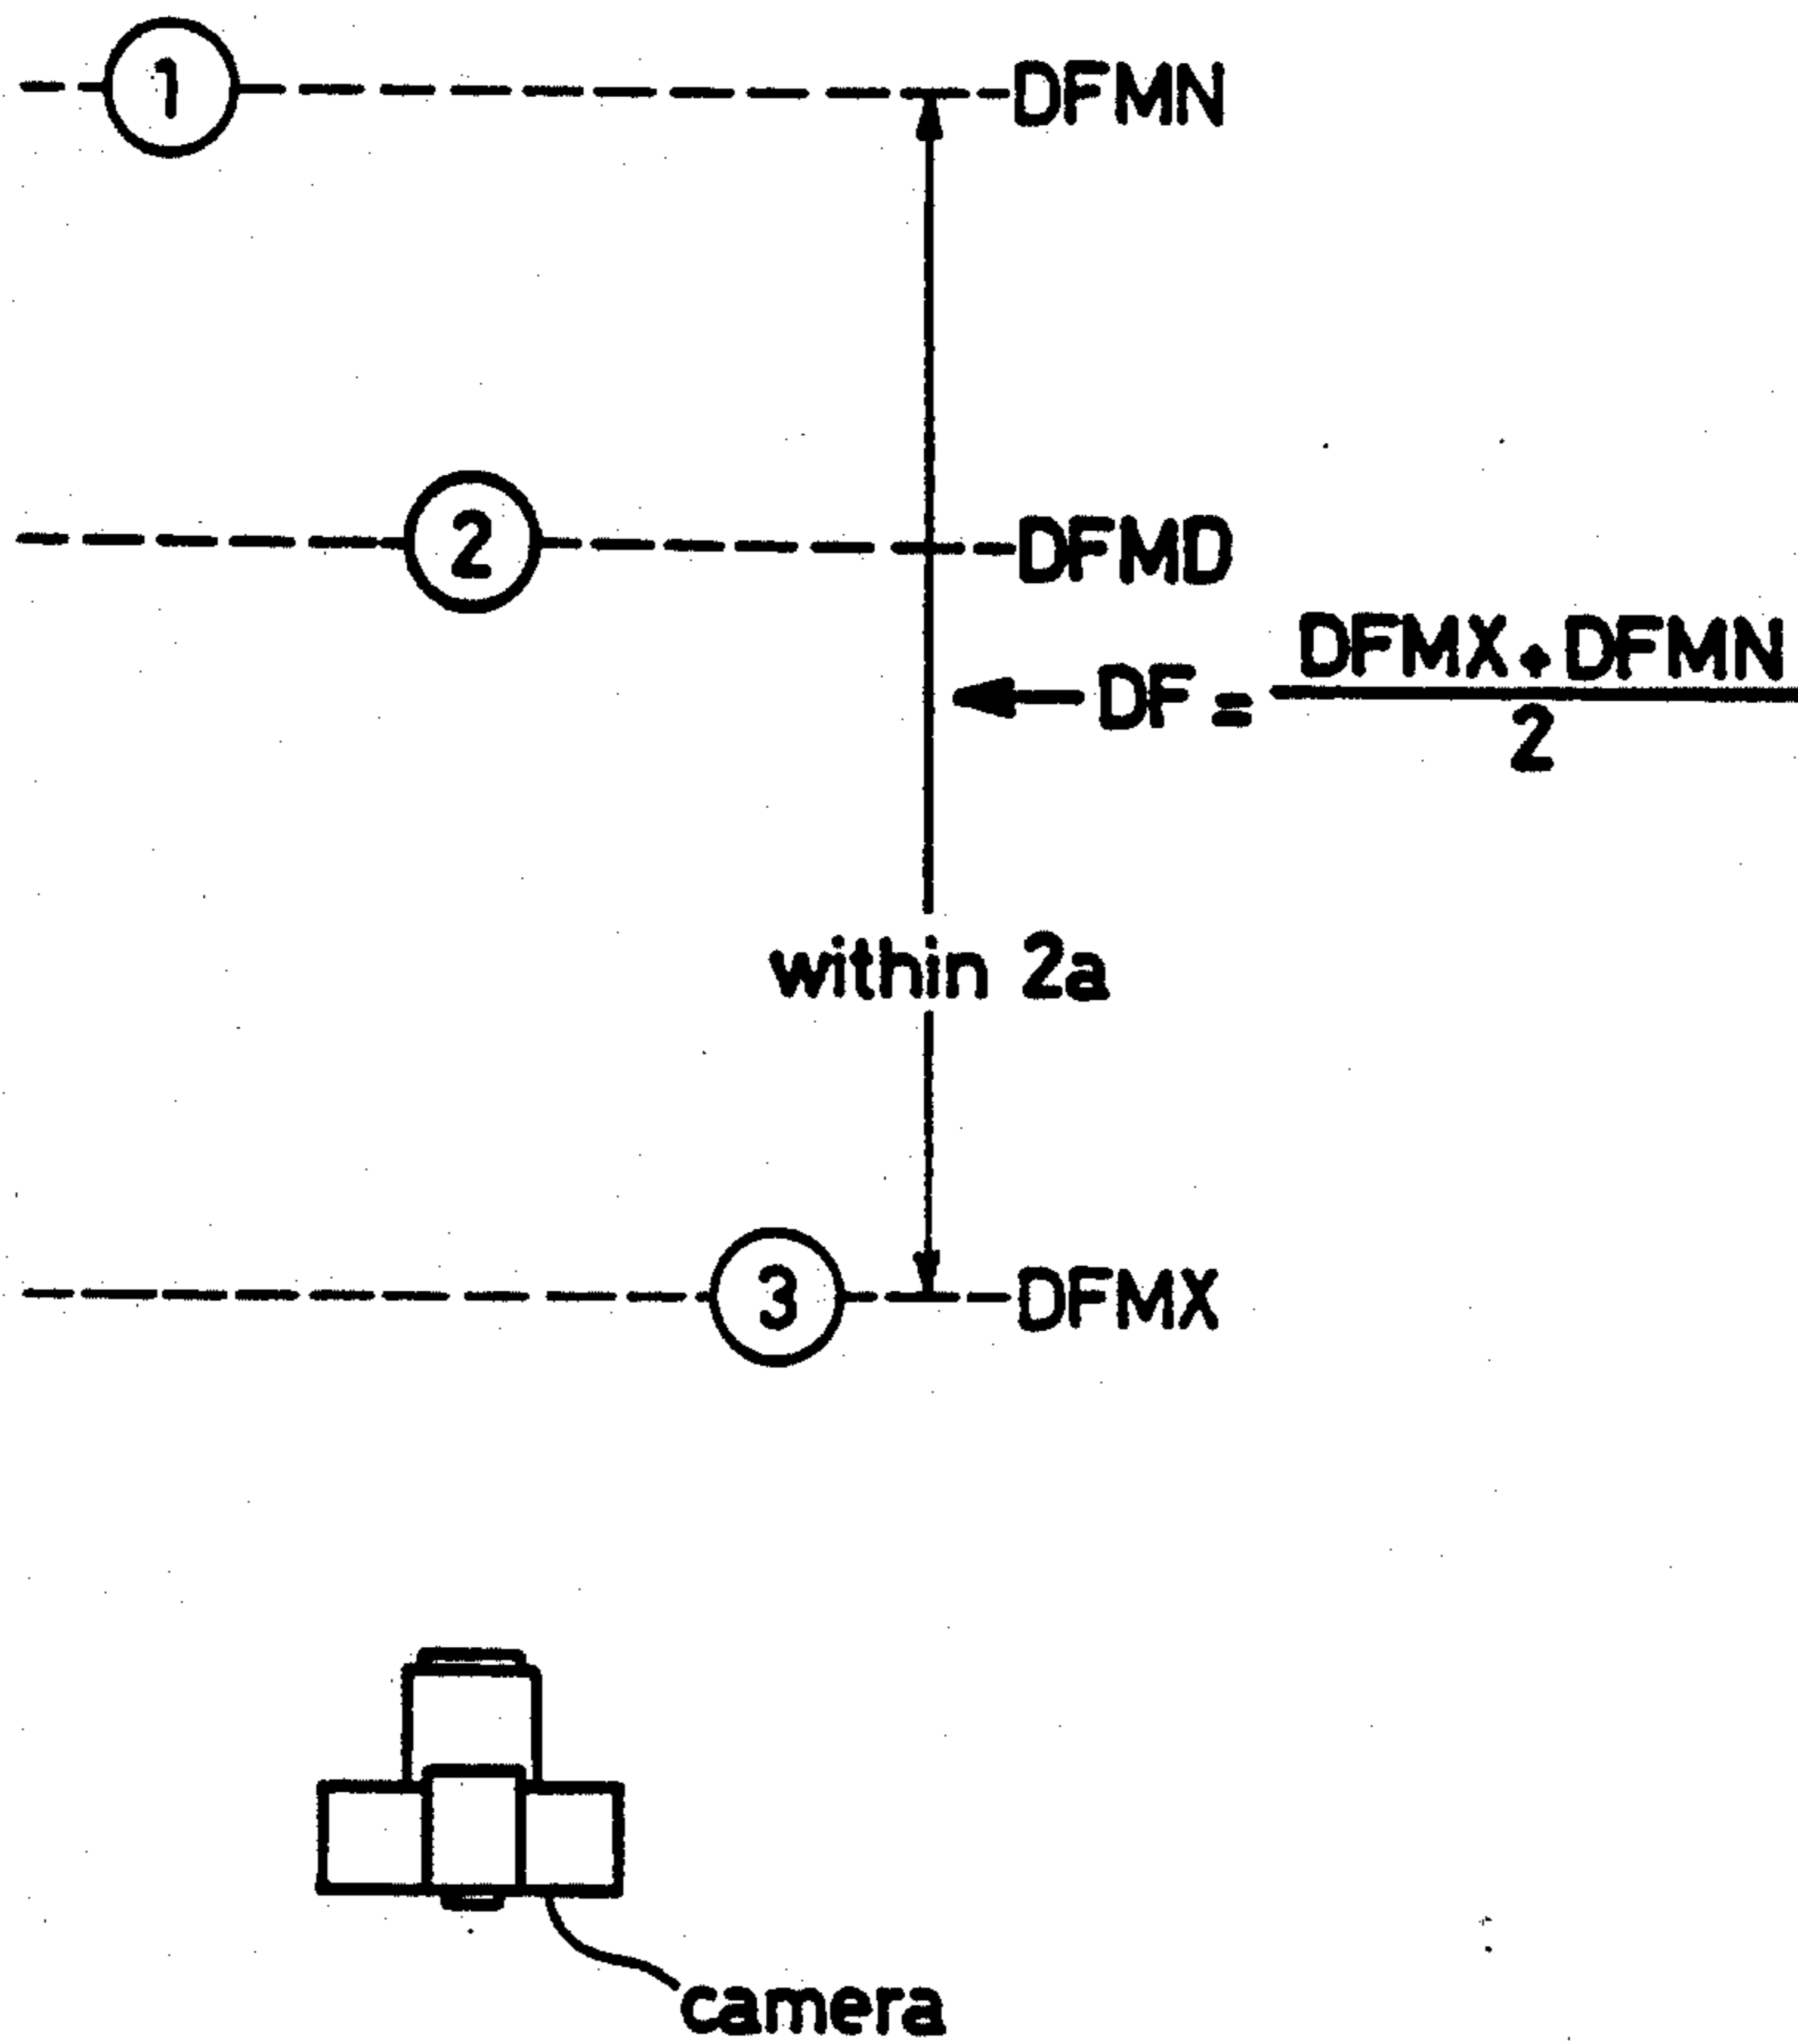 1 DFMN
2 DFMD
DF = DFMX+DFMN
2
within 2a
3 DFMX
camera